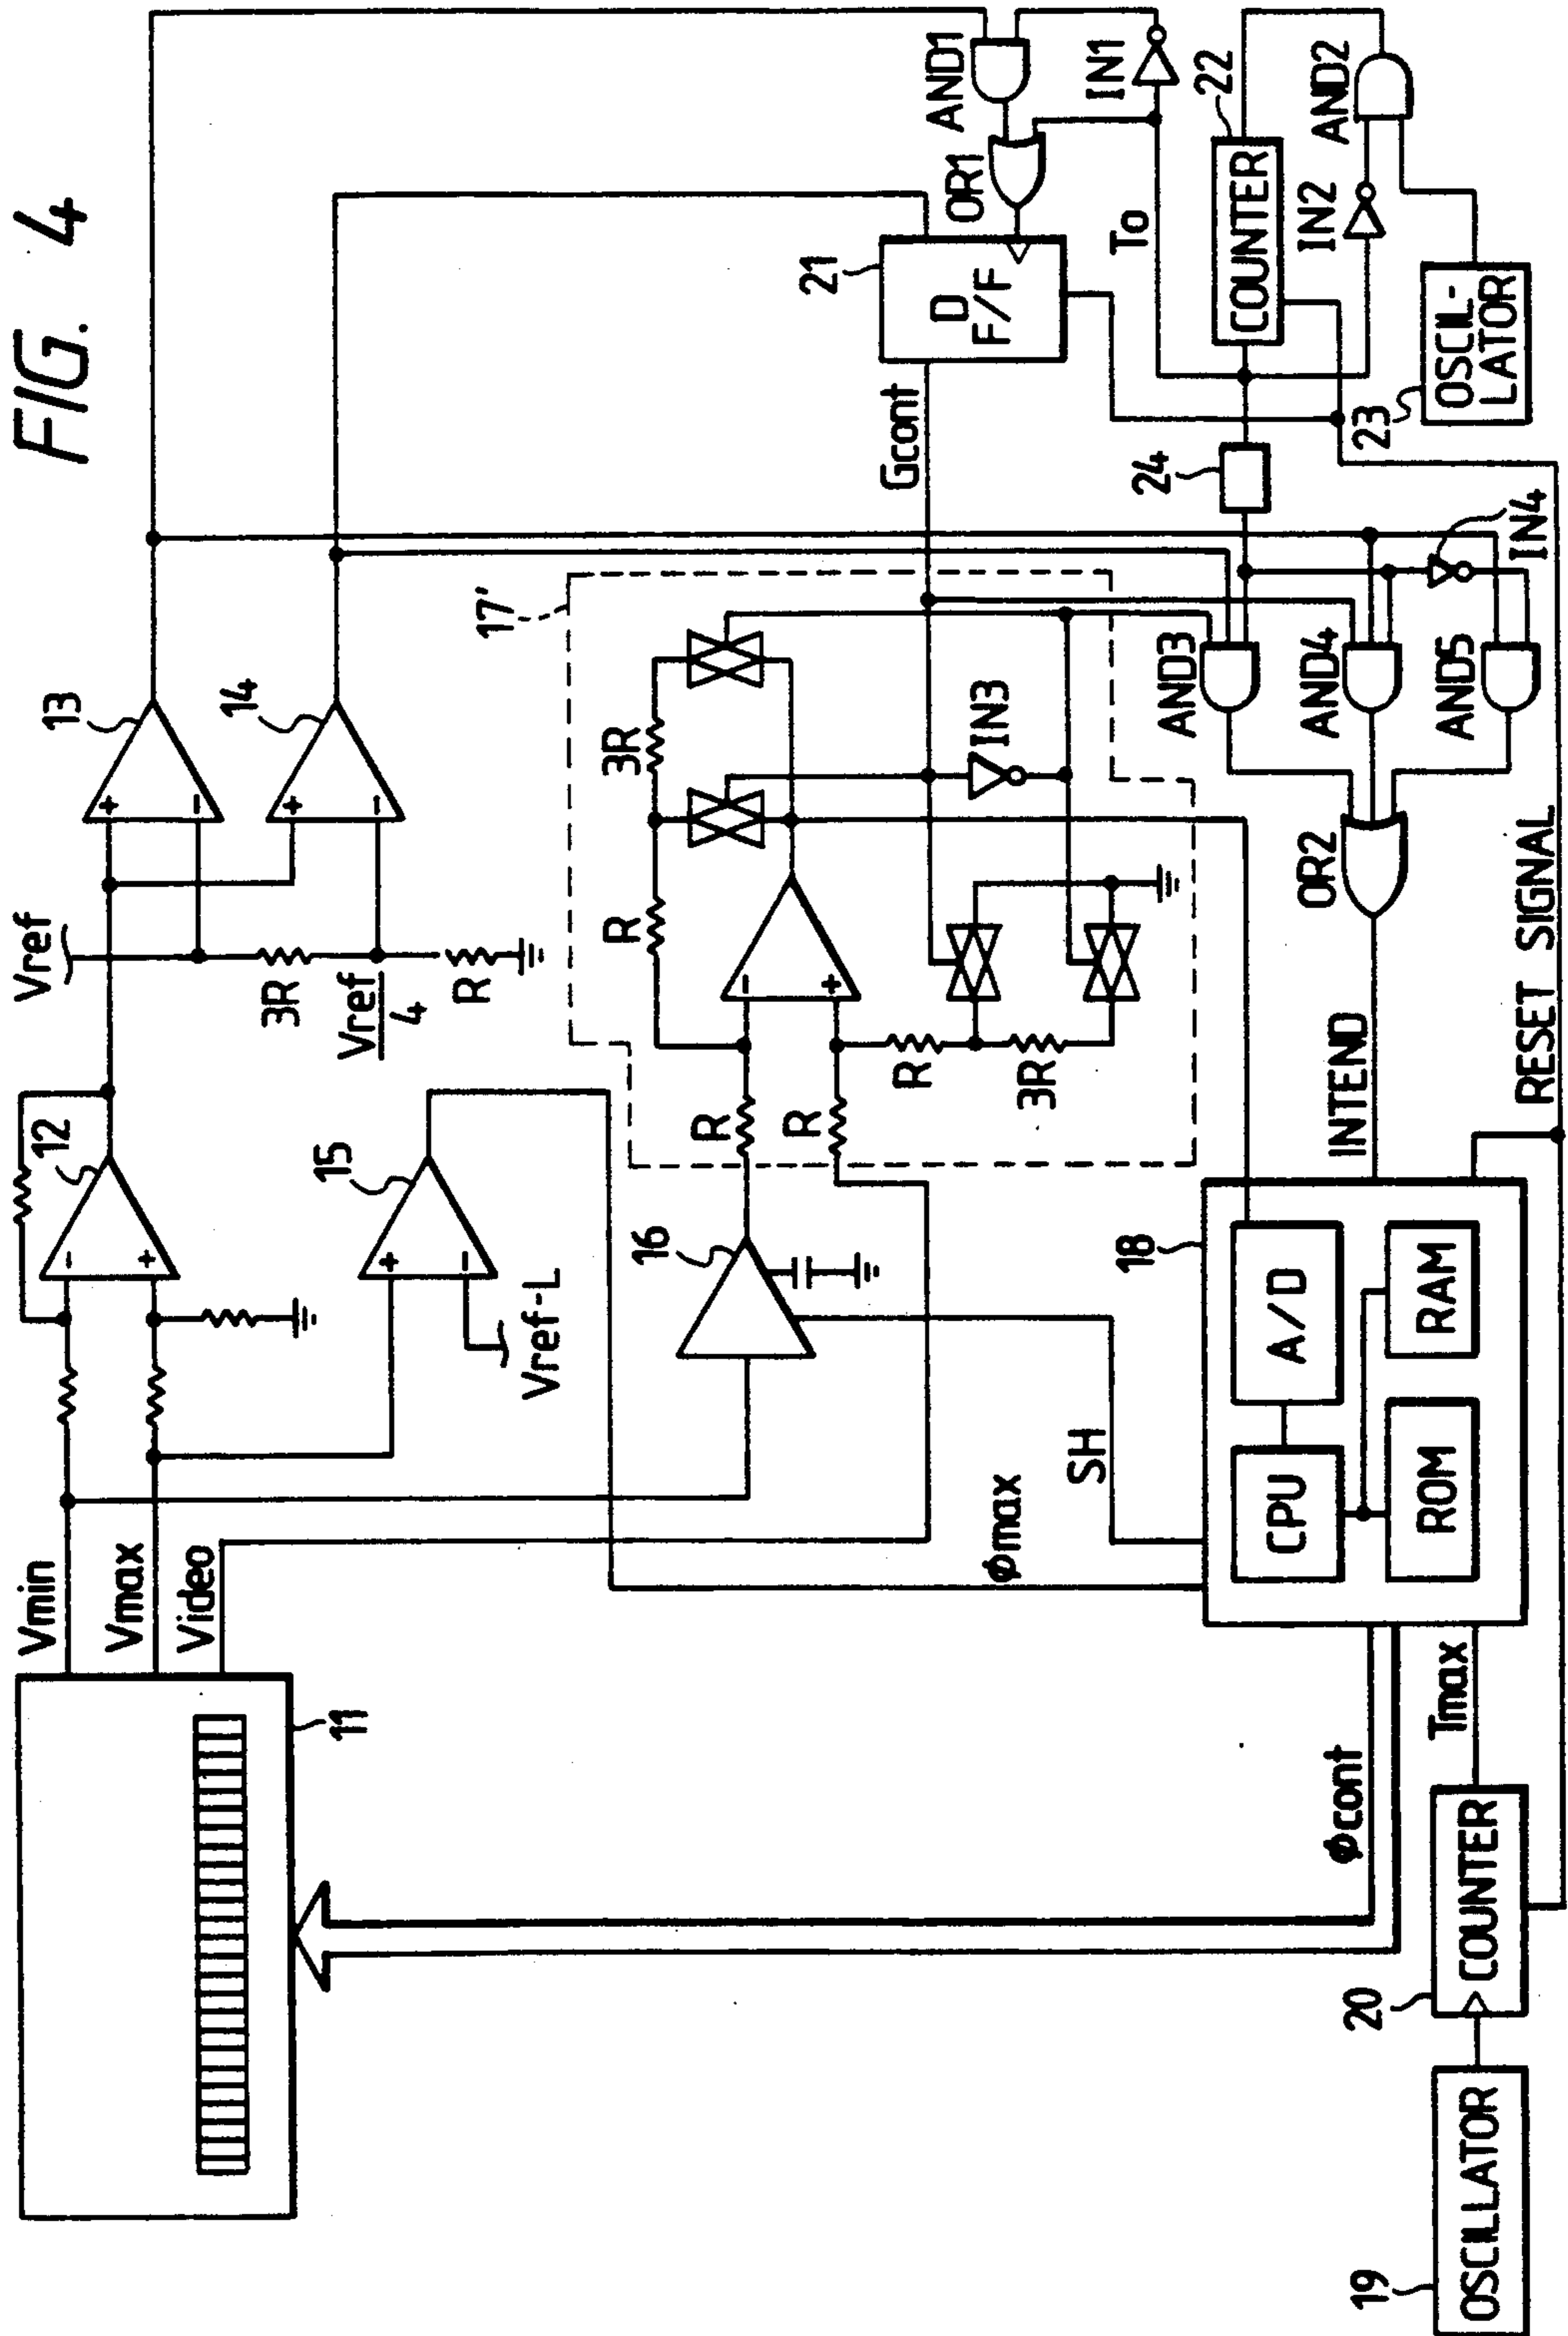 FIG. 4
Vmin
Vmax
Video
11
12
-
+
15
+
-
Vref-L
Vref
3R
Vref
4
R
13
+
-
14
+
-
16
SH
φmax
17'
R
R
R
3R
-
+
R
3R
IN3
Gcont
21
D
F/F
OR1
AND1
IN1
To
22
COUNTER
IN2
AND2
23
OSCIL-
LATOR
24
IN4
AND3
AND4
AND5
OR2
INTEND
RESET SIGNAL
18
A/D
CPU
RAM
ROM
φcont
Tmax
20
COUNTER
19
OSCILLATOR